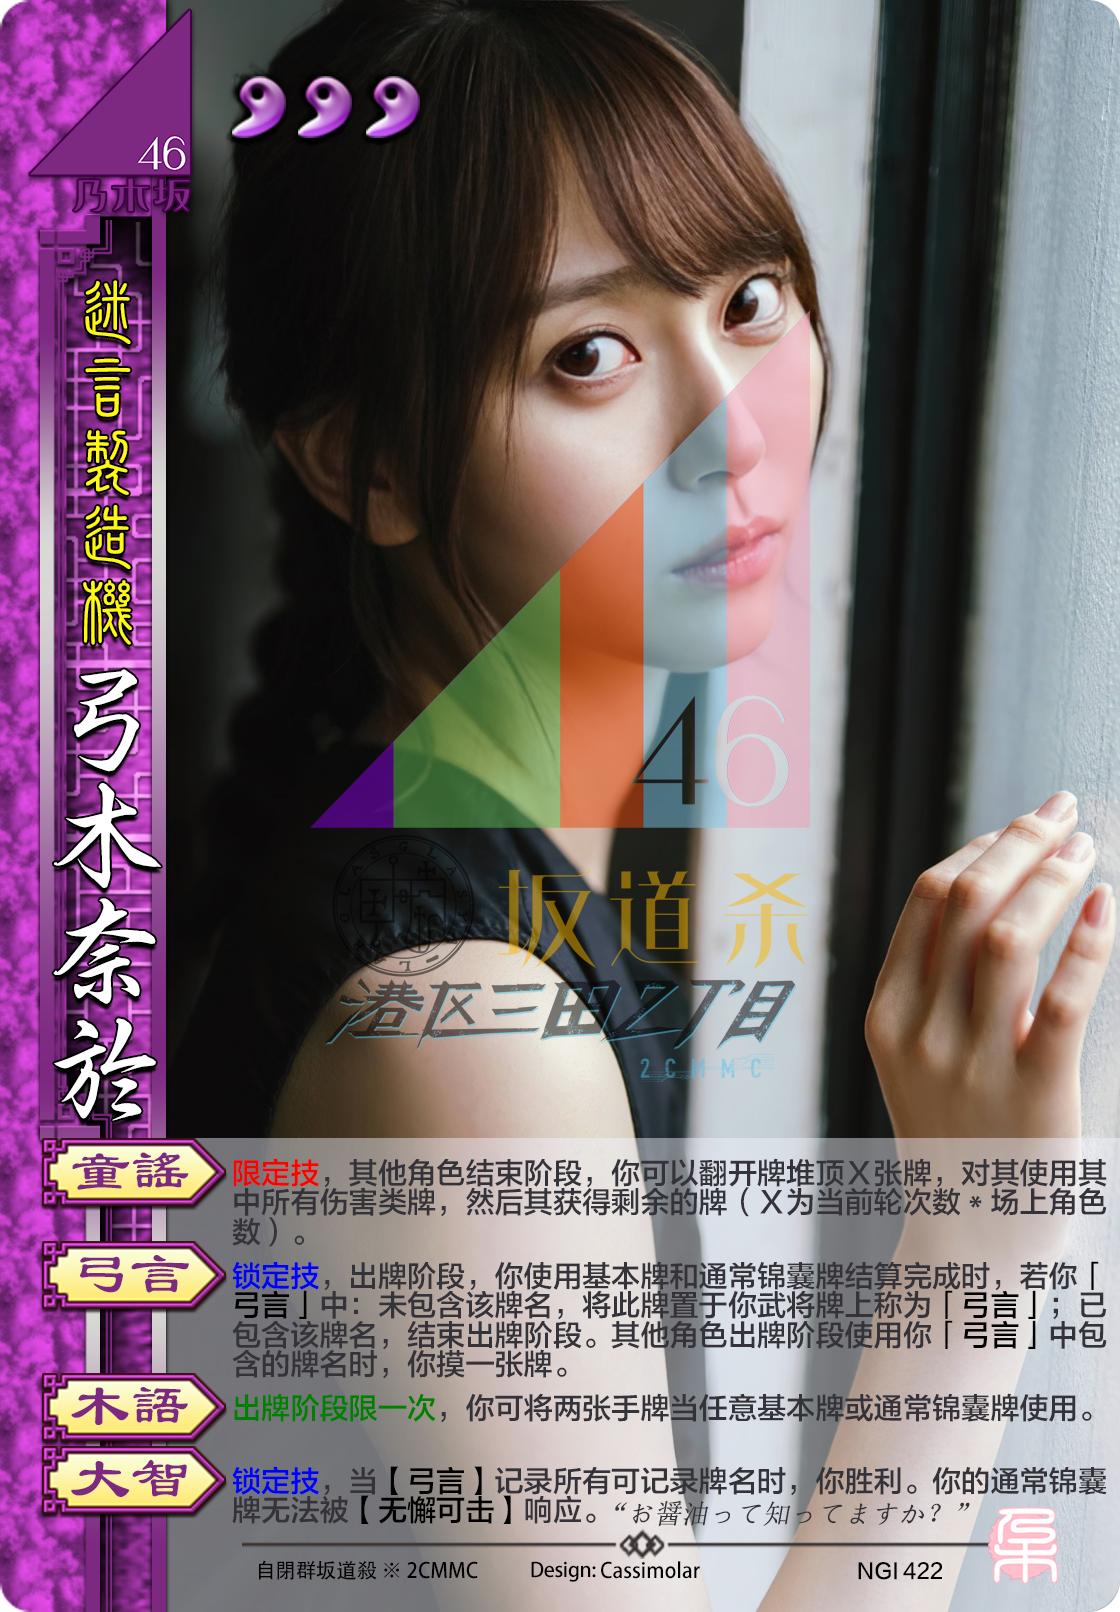 46
乃木坂
迷言製造機
弓木奈於
46
坂道杀
港区三田2丁目
2CMMC
童謠
限定技，其他角色结束阶段，你可以翻开牌堆顶X张牌，对其使用其
中所有伤害类牌，然后其获得剩余的牌（X为当前轮次数*场上角色
数）。
弓言
锁定技，出牌阶段，你使用基本牌和通常锦囊牌结算完成时，若你「
弓言」中：未包含该牌名，将此牌置于你武将牌上称为「弓言」；已
包含该牌名，结束出牌阶段。其他角色出牌阶段使用你「弓言」中包
含的牌名时，你摸一张牌。
木語
出牌阶段限一次，你可将两张手牌当任意基本牌或通常锦囊牌使用。
大智
锁定技，当【弓言】记录所有可记录牌名时，你胜利。你的通常锦囊
牌无法被【无懈可击】响应。“お醤油って知ってますか？”
自閉群坂道殺 ※ 2CMMC Design: Cassimolar NGI 422